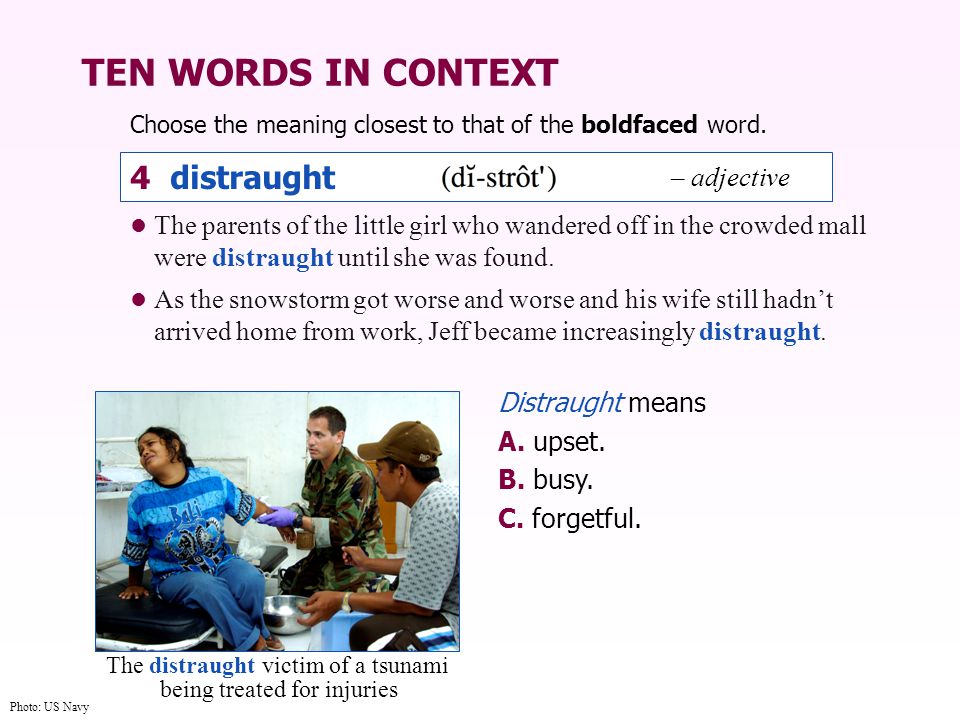 TEN WORDS IN CONTEXT
Choose the meaning closest to that of the boldfaced word.
4 distraught (dĭ-strôt') – adjective
● The parents of the little girl who wandered off in the crowded mall
were distraught until she was found.
● As the snowstorm got worse and worse and his wife still hadn’t
arrived home from work, Jeff became increasingly distraught.
Distraught means
A. upset.
B. busy.
C. forgetful.
Bali
The distraught victim of a tsunami
being treated for injuries
Photo: US Navy